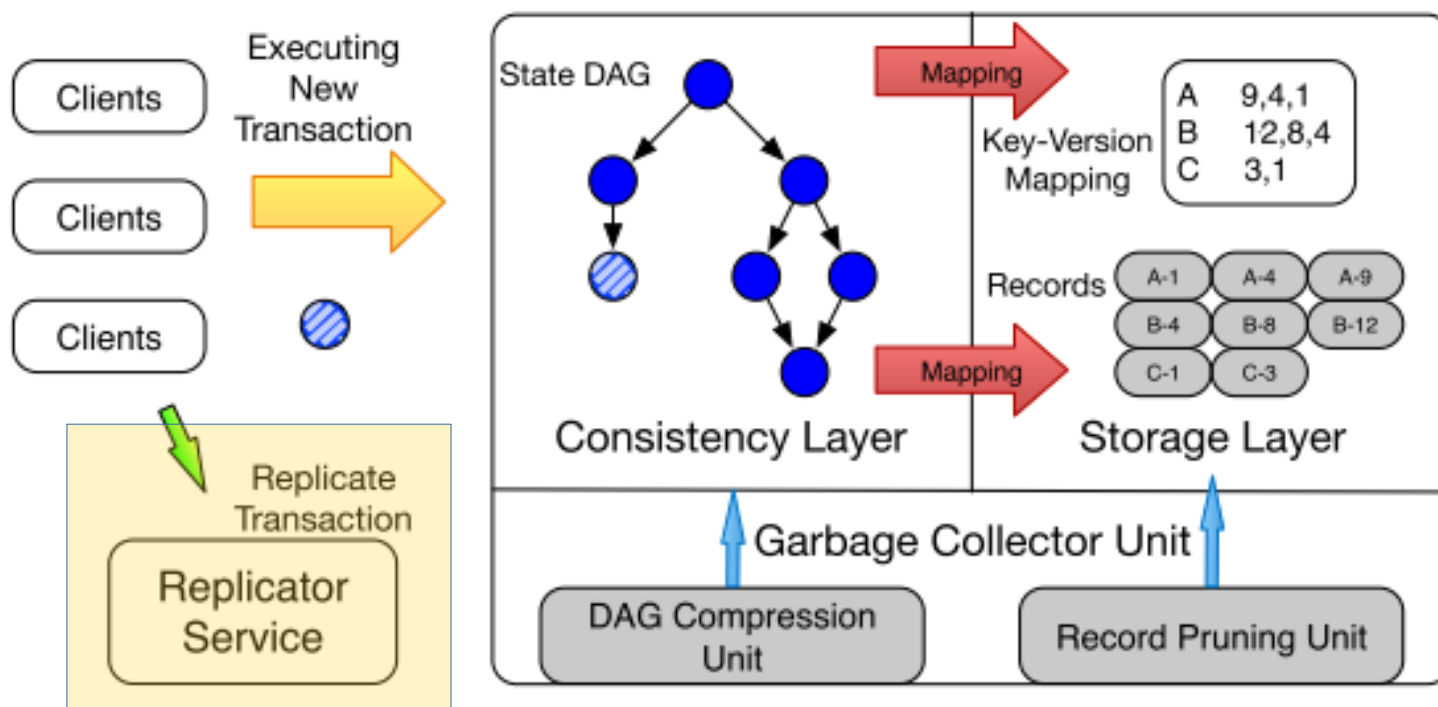 Clients
Clients
Clients
Executing
New
Transaction
Replicate
Transaction
Replicator
Service
State DAG
Mapping
Mapping
Consistency Layer
Key-Version
Mapping
A 9,4,1
B 12,8,4
C 3,1
Records
A-1 A-4 A-9
B-4 B-8 B-12
C-1 C-3
Storage Layer
Garbage Collector Unit
DAG Compression
Unit
Record Pruning Unit